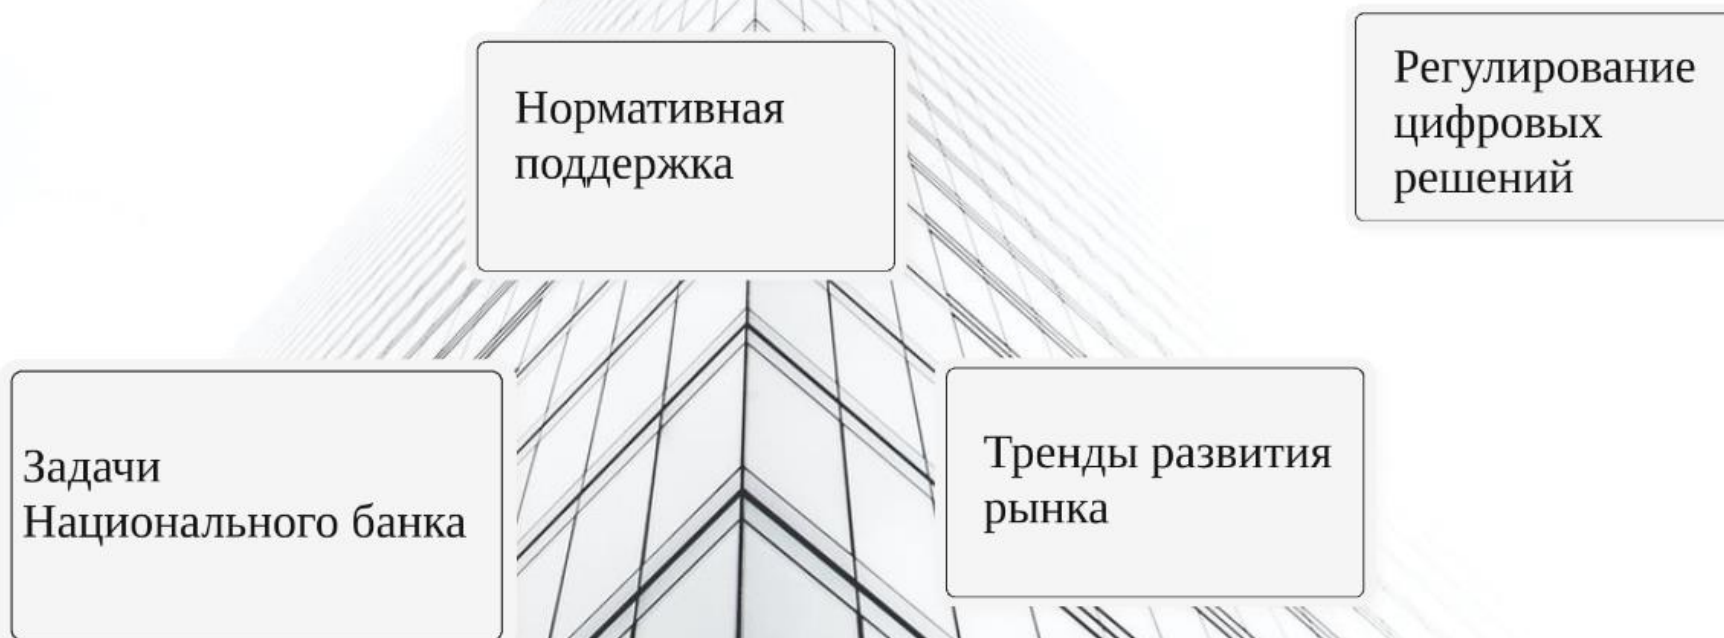 Нормативная
поддержка
Регулирование
цифровых
решений
Задачи
Национального банка
Тренды развития
рынка